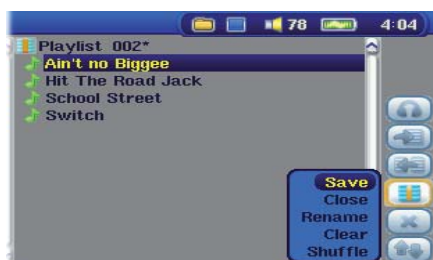 78 4:04
Playlist 002*
Ain't no Biggee
Hit The Road Jack
School Street
Switch
Save
Close
Rename
Clear
Shuffle